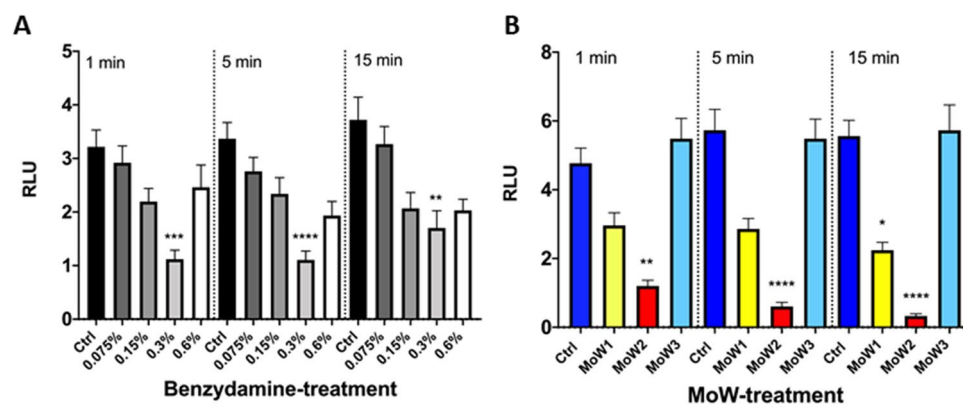 A
5
4
3
2
1
0
RLU
1 min
5 min
15 min
***
****
**
Ctrl
0.075%
0.15%
0.3%
0.6%
Ctrl
0.075%
0.15%
0.3%
0.6%
Ctrl
0.075%
0.15%
0.3%
0.6%
Benzydamine-treatment
B
8
6
4
2
0
RLU
1 min
5 min
15 min
**
****
*
****
Ctrl
MoW1
MoW2
MoW3
Ctrl
MoW1
MoW2
MoW3
Ctrl
MoW1
MoW2
MoW3
MoW-treatment